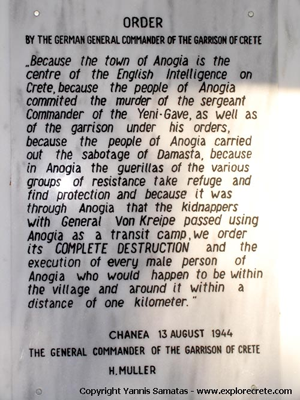 ORDER
BY THE GERMAN GENERAL COMMANDER OF THE GARRISON OF CRETE
„Because the town of Anogia is the
centre of the English Intelligence on
Crete, because the people of Anogia
commited the murder of the sergeant
Commander of the Yeni-Gave, as well as
of the garrison under his orders,
because the people of Anogia carried
out the sabotage of Damasta, because
in Anogia the guerillas of the various
groups of resistance take refuge and
find protection and because it was
through Anogia that the kidnappers
with General Von Kreipe passed using
Anogia as a transit camp, we order
its COMPLETE DESTRUCTION and the
execution of every male person of
Anogia who would happen to be within
the village and around it within a
distance of one kilometer."
CHANEA 13 AUGUST 1944
THE GENERAL COMMANDER OF THE GARRISON OF CRETE
H. MULLER
Copyright Yannis Samatas - www.explorecrete.com